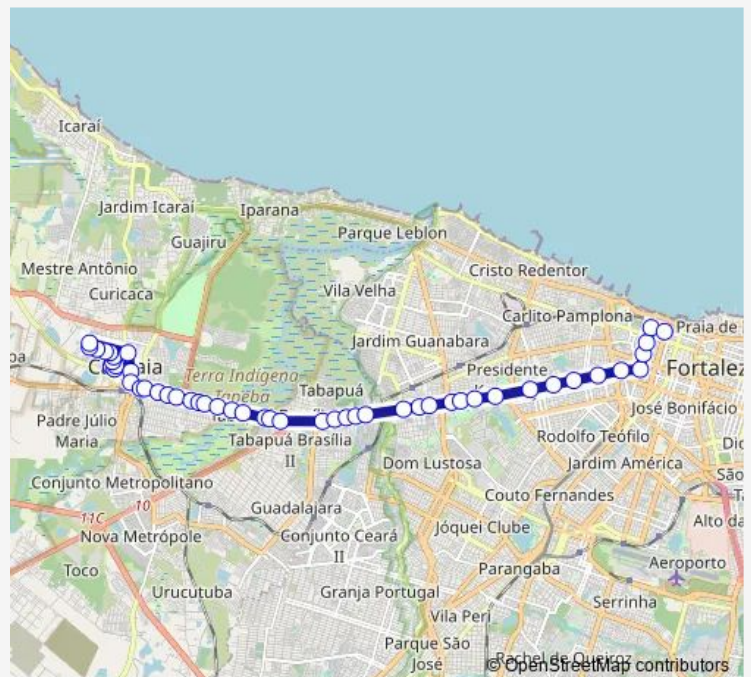 Icaraí
Jardim Icaraí
Iparana
Guajiru
Parque Leblon
Mestre Antônio
Cristo Redentor
Curicaca
Vila Velha
Carlito Pamplona
Praia de
Jardim Guanabara
Presidente
Fortalez
Terra Indígena
Tabapuá
José Bonifácio
Padre Júlio
Maria
Tabapuá Brasília
II
Rodolfo Teófilo
Dom Lustosa
Jardim América
São
Conjunto Metropolitano
Couto Fernandes
11C
10
Guadalajara
Alto da
Nova Metrópole
Conjunto Ceará
II
Jóquei Clube
Toco
Parangaba
Aeroporto
Urucutuba
Granja Portugal
Serrinha
Vila Peri
Parque São
José
Rachel de Queiroz
© OpenStreetMap contributors